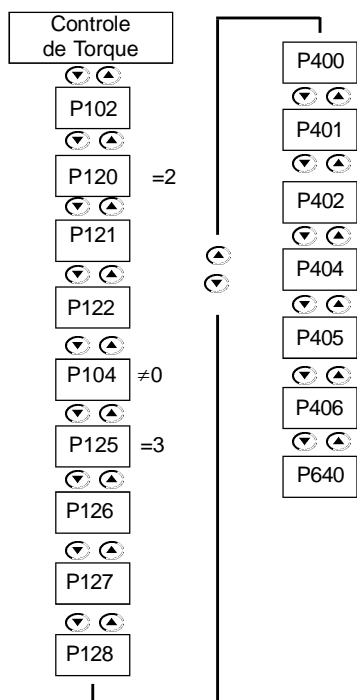 Controle
de Torque
P102
P120 =2
P121
P122
P104 ≠0
P125 =3
P126
P127
P128
P400
P401
P402
P404
P405
P406
P640